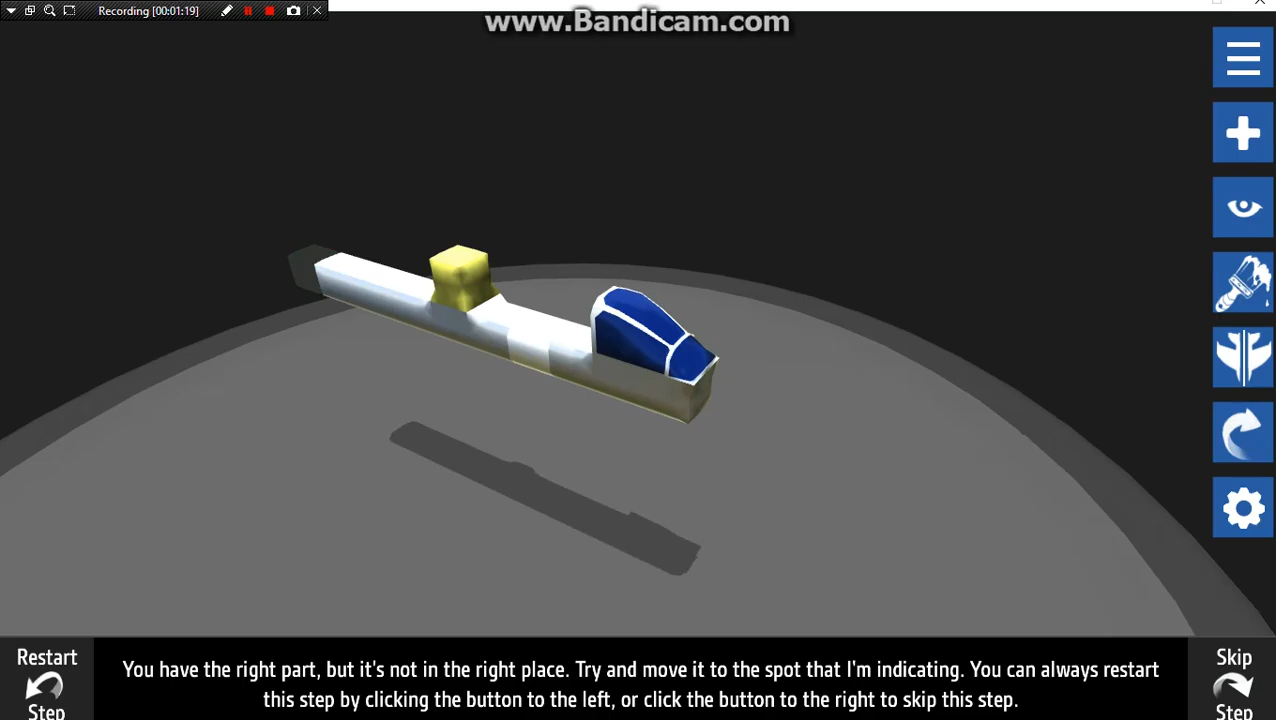 Recording [00:01:19]
www.Bandicam.com
You have the right part, but it's not in the right place. Try and move it to the spot that I'm indicating. You can always restart
this step by clicking the button to the left, or click the button to the right to skip this step.
Restart
Step
Skip
Step